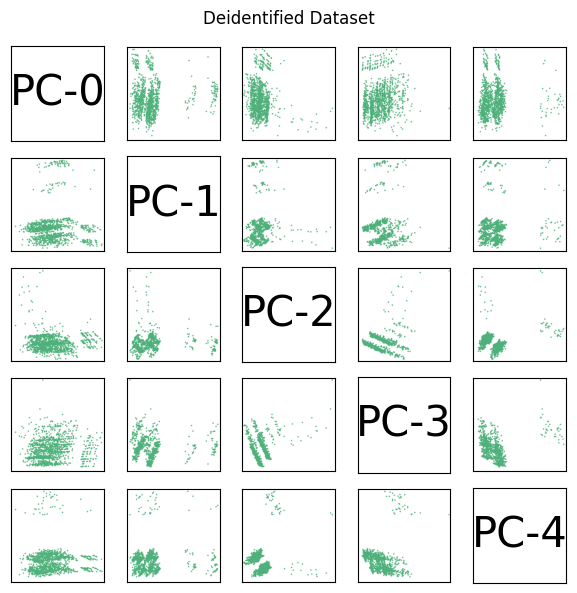 Deidentified Dataset
PC-0
PC-1
PC-2
PC-3
PC-4